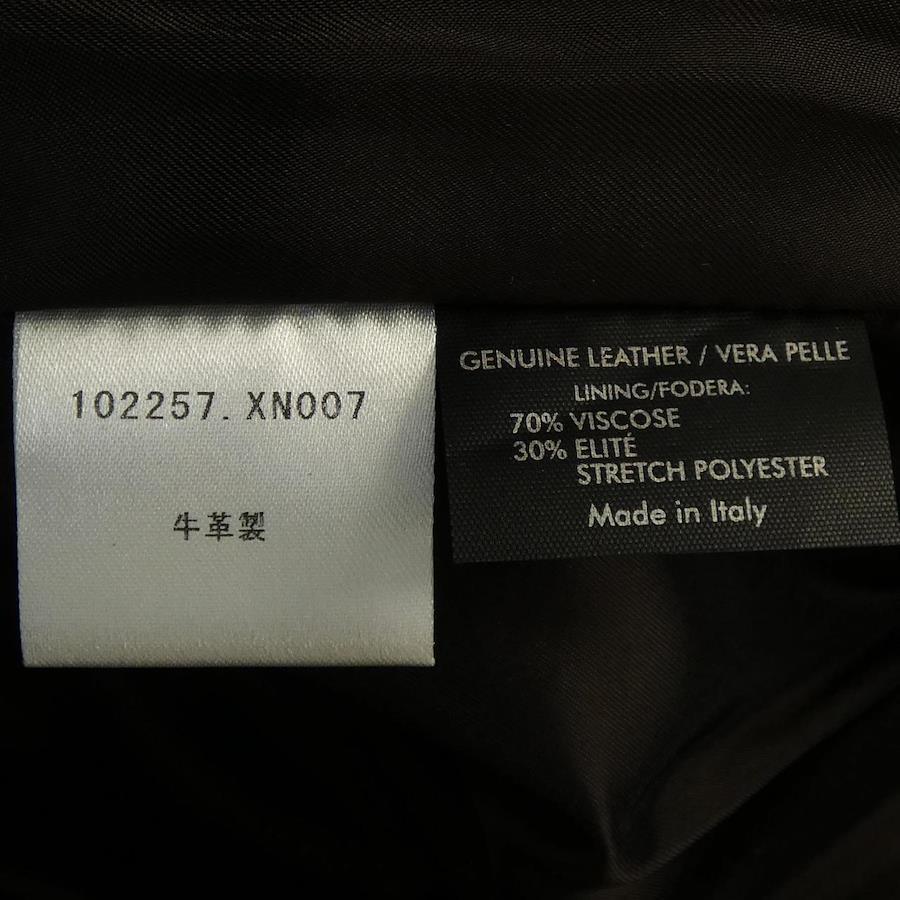 102257.XN007
牛革製
GENUINE LEATHER / VERA PELLE
LINING/FODERA:
70% VISCOSE
30% ELITÉ
STRETCH POLYESTER
Made in Italy